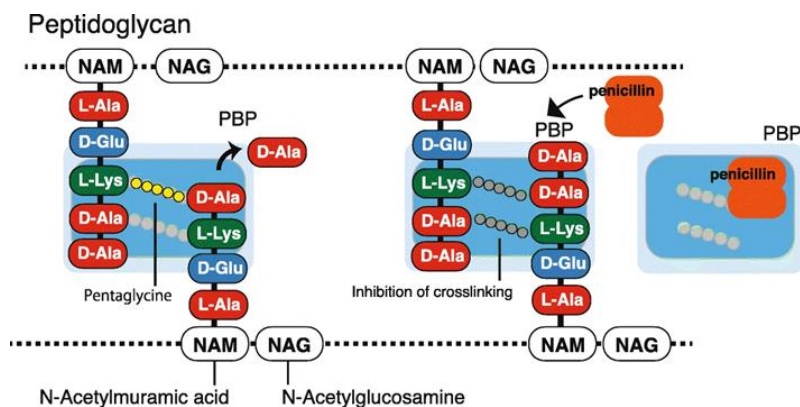 Peptidoglycan
NAM NAG NAM NAG
L-Ala L-Ala penicillin
PBP PBP PBP
D-Glu D-Ala D-Glu D-Ala
L-Lys D-Ala L-Lys D-Ala penicillin
D-Ala L-Lys D-Ala L-Lys
D-Ala D-Glu D-Ala D-Glu
Pentaglycine L-Ala Inhibition of crosslinking L-Ala
NAM NAG NAM NAG
N-Acetylmuramic acid N-Acetylglucosamine